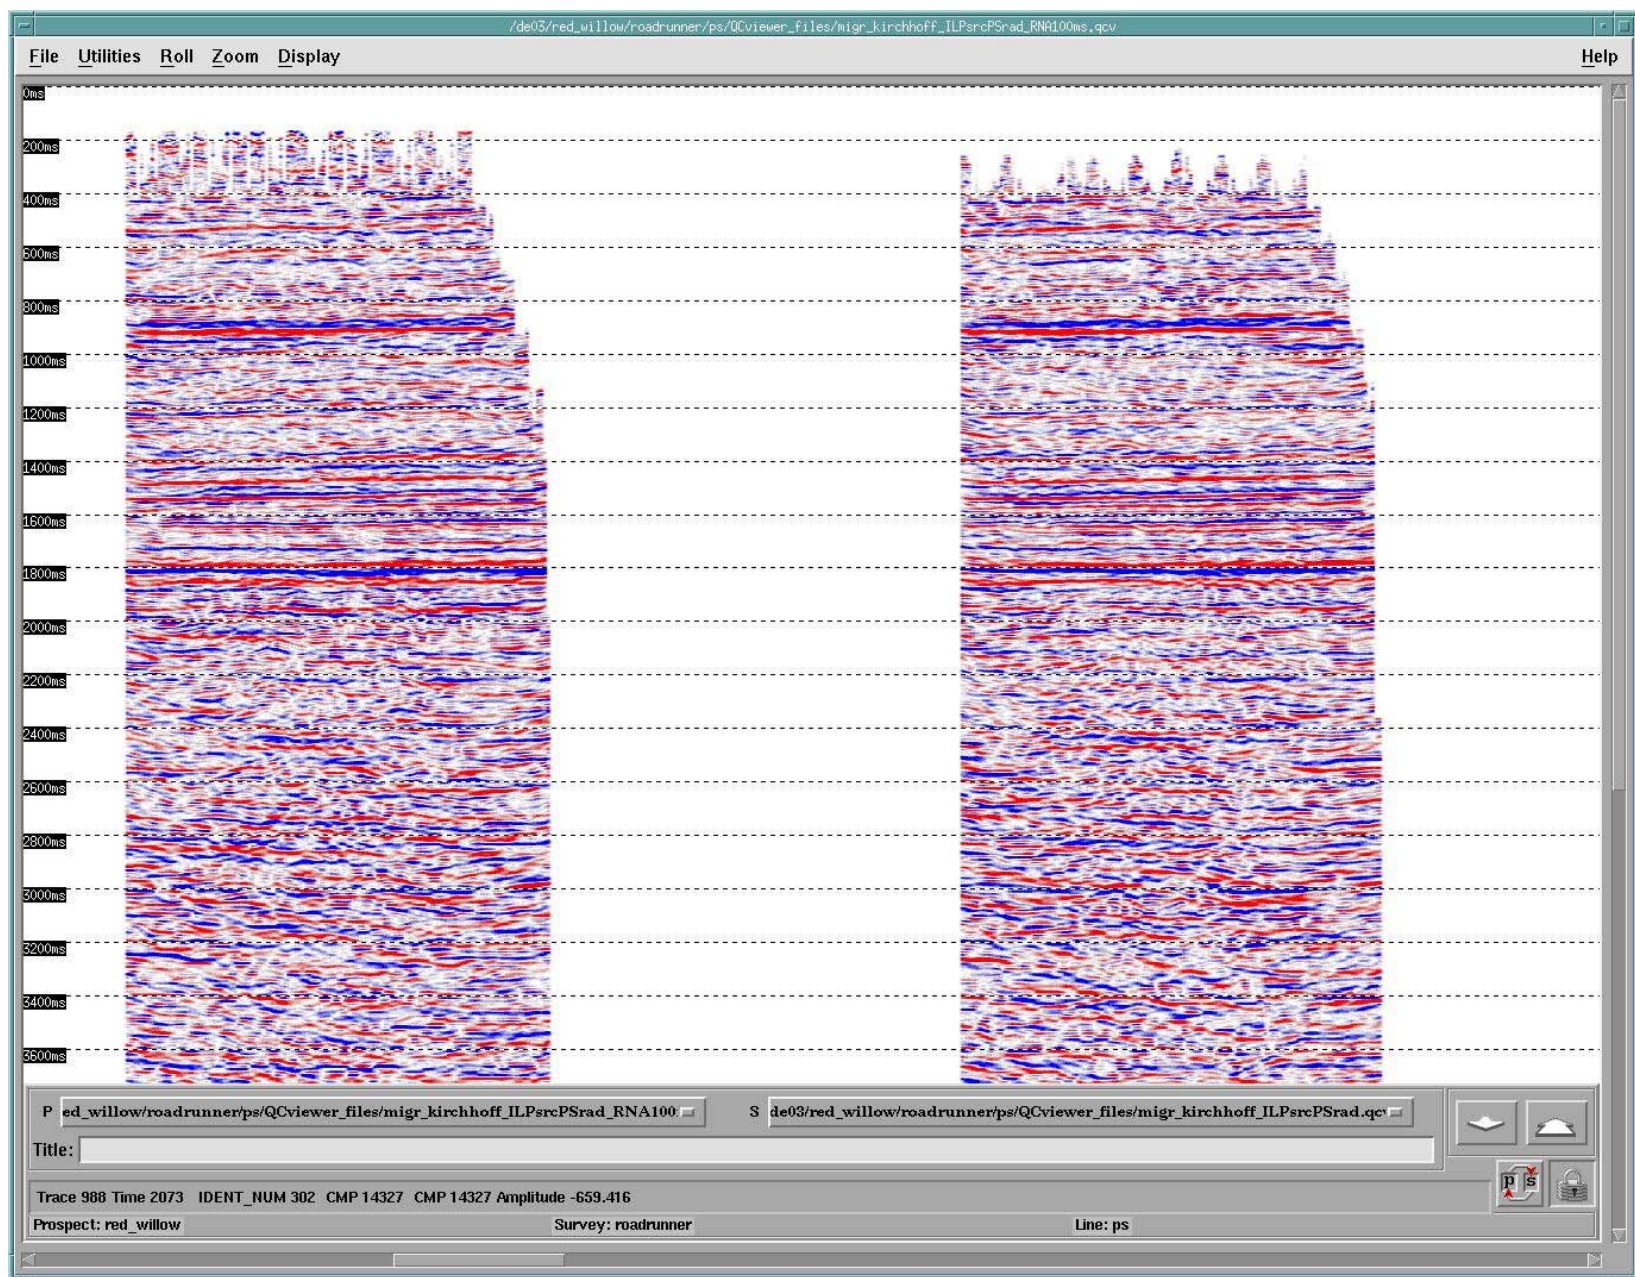 /de03/red_willow/roadrunner/ps/QCviewer_files/migr_kirchhoff_ILPsrcPSrad_RNA100ms.qcv
File Utilities Roll Zoom Display Help
0ms
200ms
400ms
600ms
800ms
1000ms
1200ms
1400ms
1600ms
1800ms
2000ms
2200ms
2400ms
2600ms
2800ms
3000ms
3200ms
3400ms
3600ms
P ed_willow/roadrunner/ps/QCviewer_files/migr_kirchhoff_ILPsrcPSrad_RNA100 S de03/red_willow/roadrunner/ps/QCviewer_files/migr_kirchhoff_ILPsrcPSrad.qcv
Title:
p s
Trace 988 Time 2073 IDENT_NUM 302 CMP 14327 CMP 14327 Amplitude -659.416
Prospect: red_willow Survey: roadrunner Line: ps